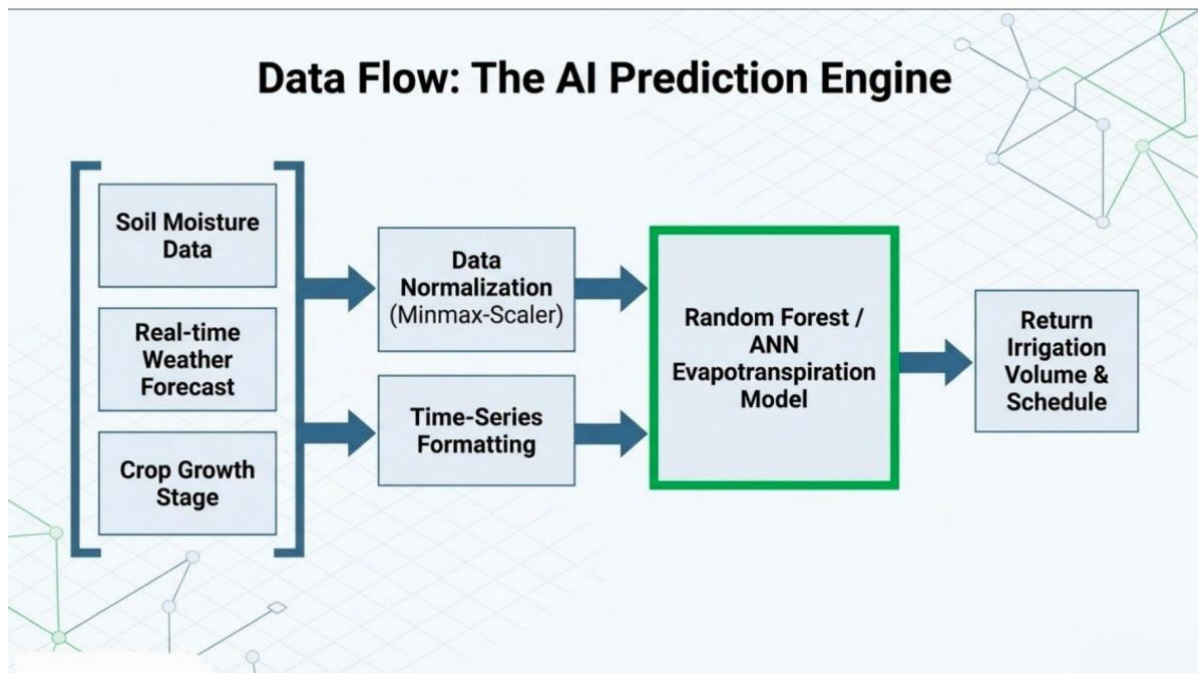 Data Flow: The AI Prediction Engine
Soil Moisture
Data
Real-time
Weather
Forecast
Crop Growth
Stage
Data
Normalization
(Minmax-Scaler)
Time-Series
Formatting
Random Forest /
ANN
Evapotranspiration
Model
Return
Irrigation
Volume &
Schedule